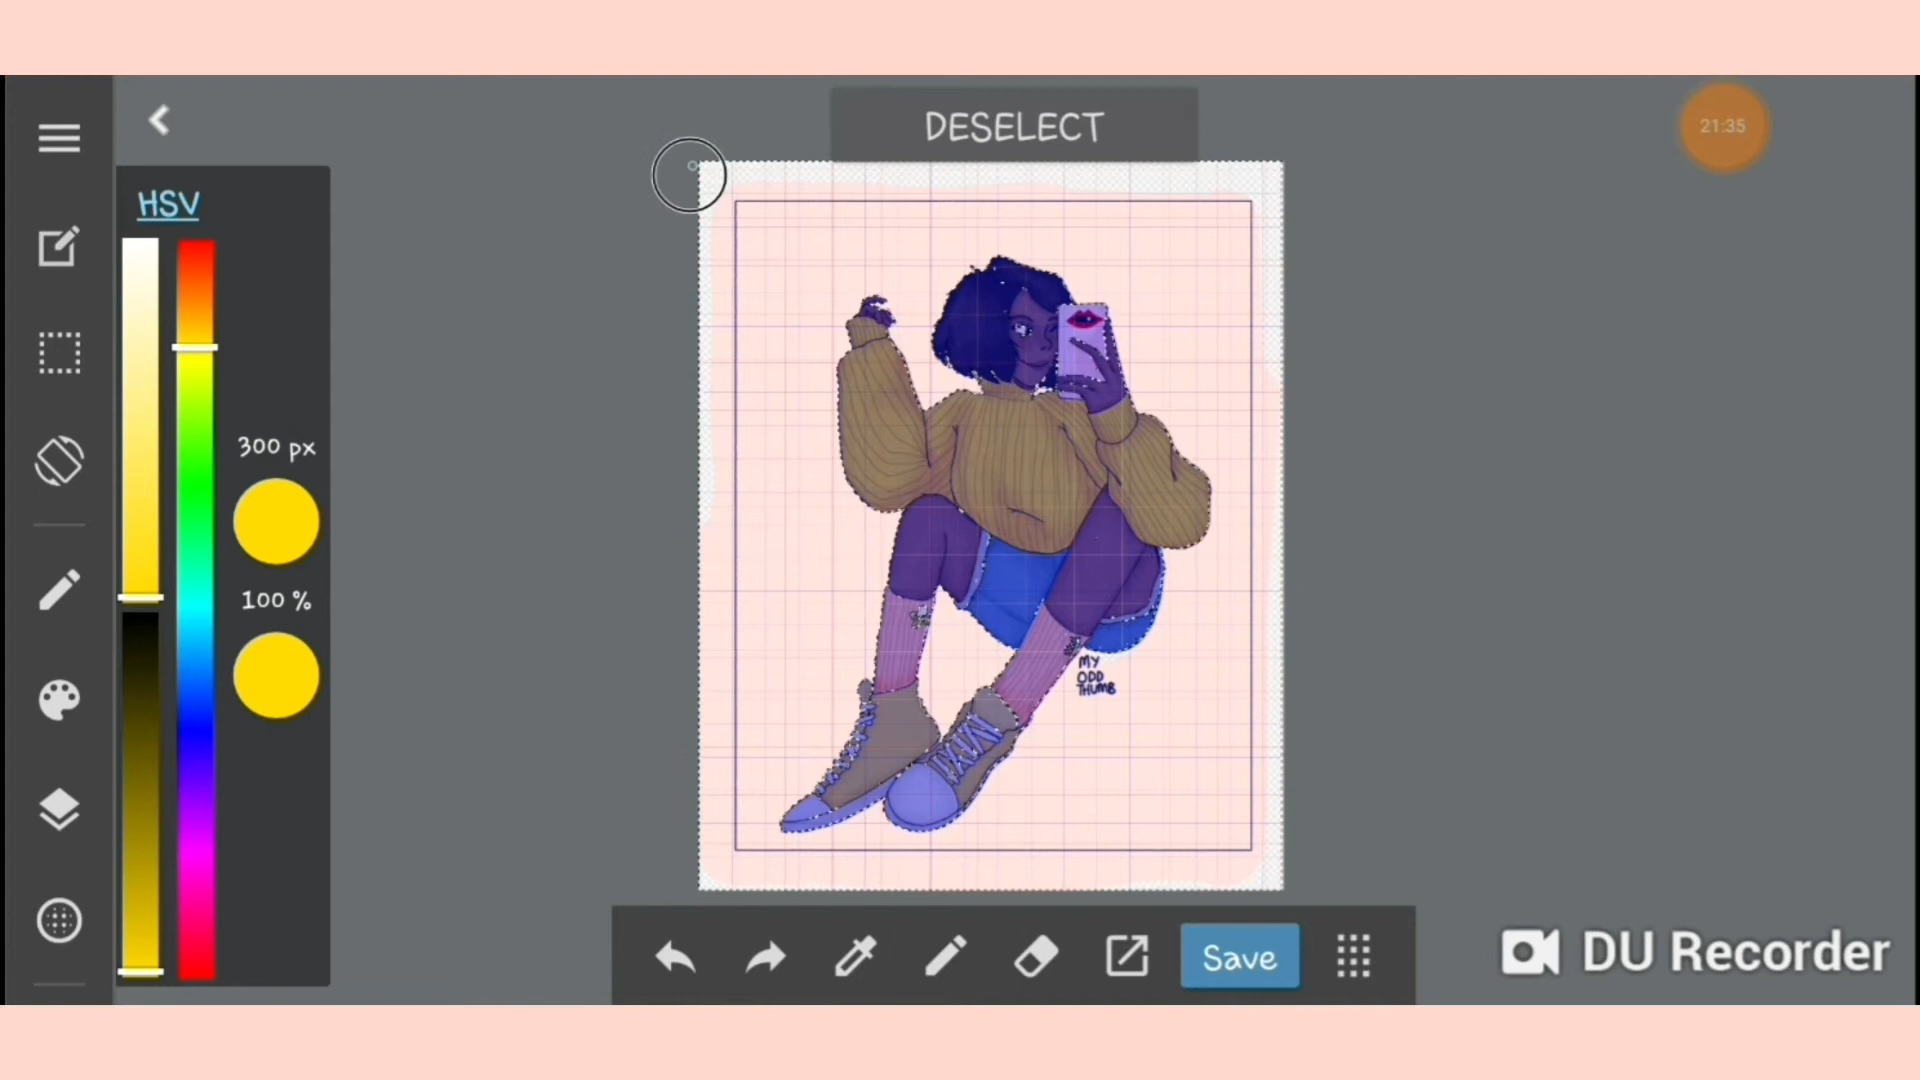 DESELECT
21:35
HSV
300 px
100 %
MY
ODD
THUMB
Save
DU Recorder